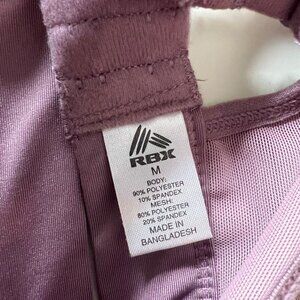 RBX
M
BODY:
90% POLYESTER
10% SPANDEX
MESH:
80% POLYESTER
20% SPANDEX
MADE IN
BANGLADESH